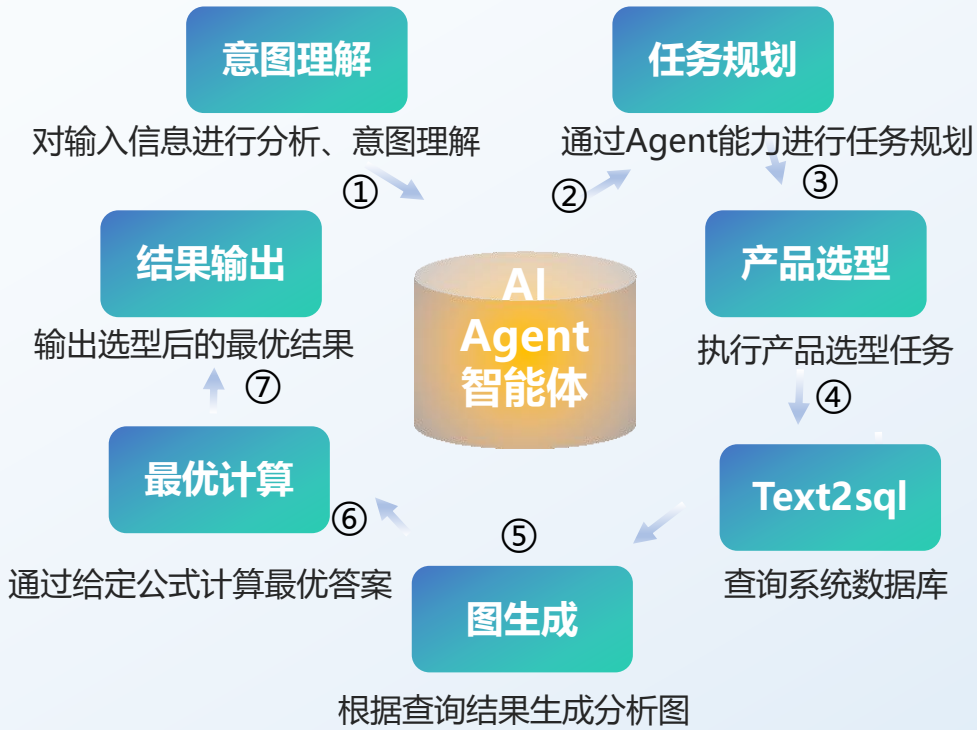 意图理解
对输入信息进行分析、意图理解
①
任务规划
通过Agent能力进行任务规划
②
③
产品选型
执行产品选型任务
④
Text2sql
查询系统数据库
⑤
图生成
根据查询结果生成分析图
⑥
最优计算
通过给定公式计算最优答案
⑦
结果输出
输出选型后的最优结果
AI
Agent
智能体